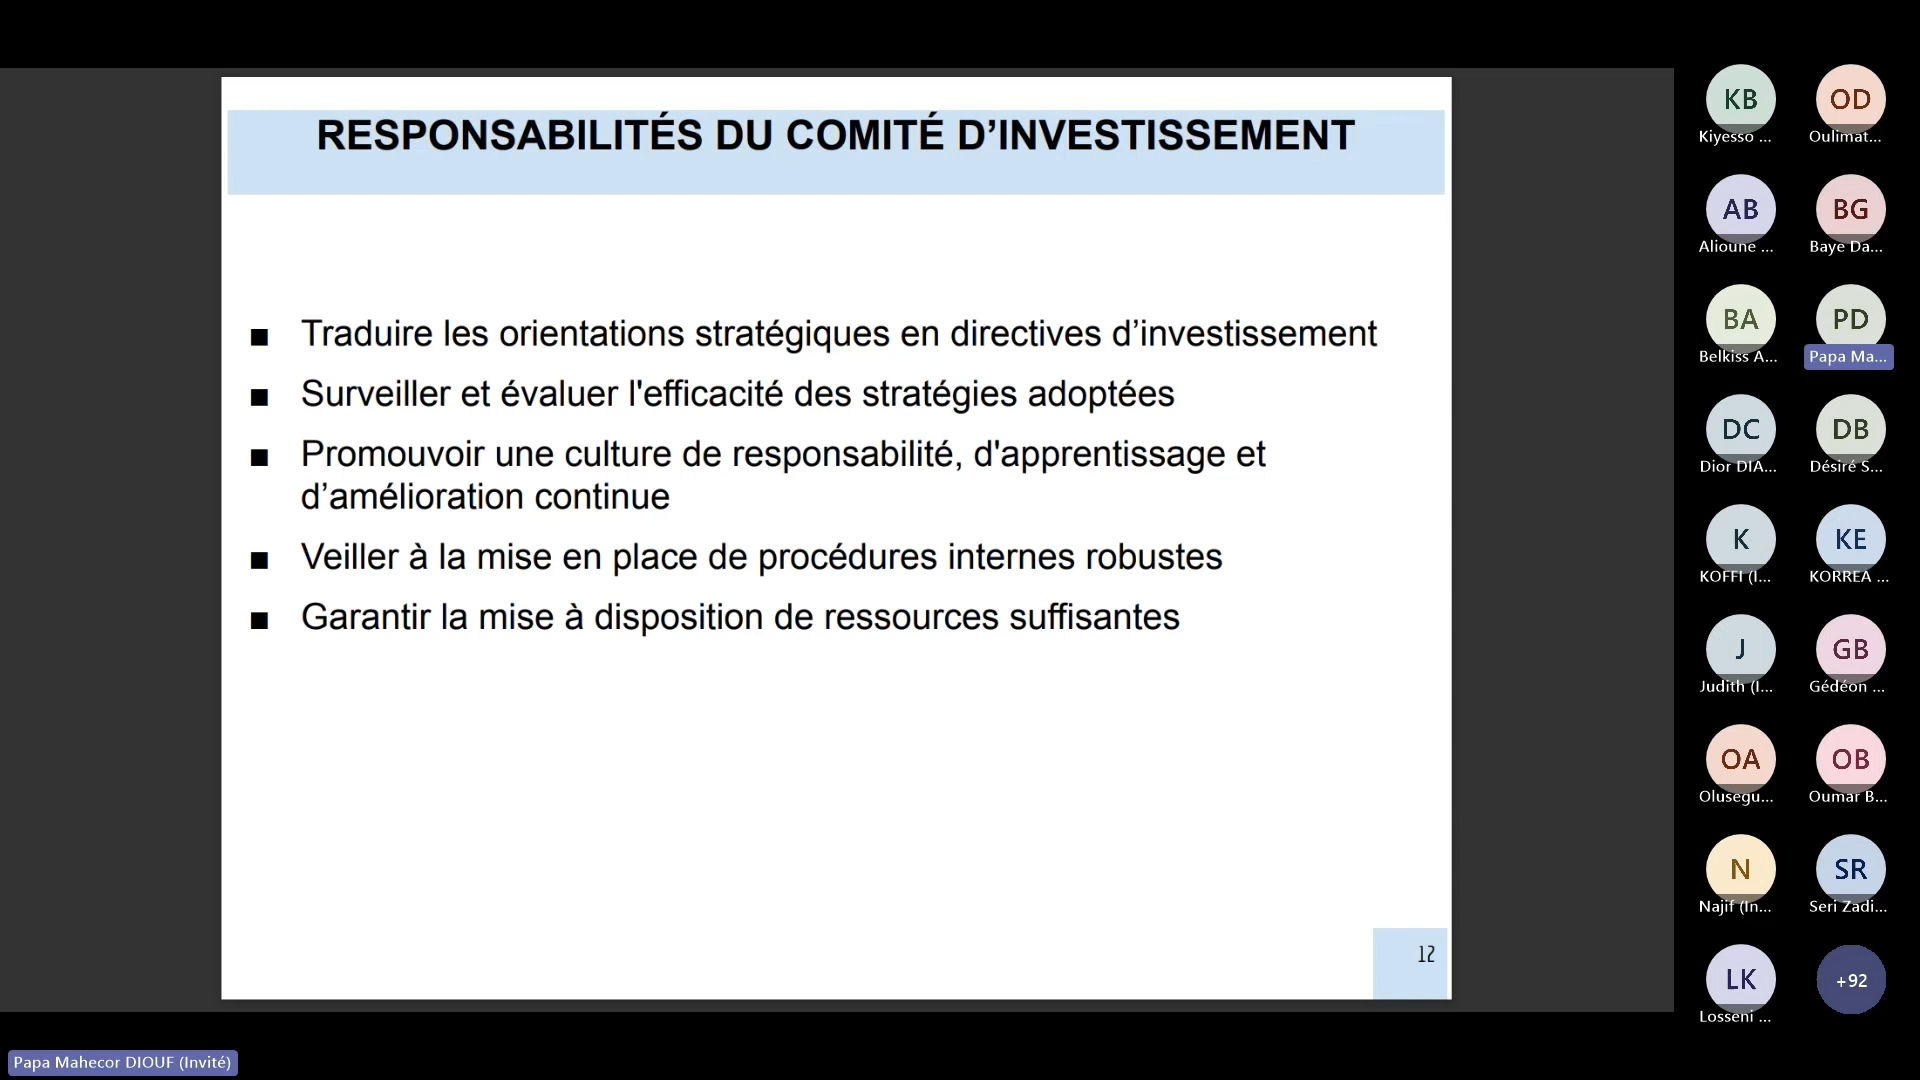 RESPONSABILITÉS DU COMITÉ D’INVESTISSEMENT
■ Traduire les orientations stratégiques en directives d’investissement
■ Surveiller et évaluer l'efficacité des stratégies adoptées
■ Promouvoir une culture de responsabilité, d'apprentissage et
d’amélioration continue
■ Veiller à la mise en place de procédures internes robustes
■ Garantir la mise à disposition de ressources suffisantes
12
KB
OD
Kiyesso ...
Oulimat...
AB
BG
Alioune ...
Baye Da...
BA
PD
Belkiss A...
Papa Ma...
DC
DB
Dior DIA...
Désiré S...
K
KE
KOFFI (I...
KORREA ...
J
GB
Judith (I...
Gédéon ...
OA
OB
Olusegu...
Oumar B...
N
SR
Najif (In...
Seri Zadi...
LK
+92
Losseni ...
Papa Mahecor DIOUF (Invité)